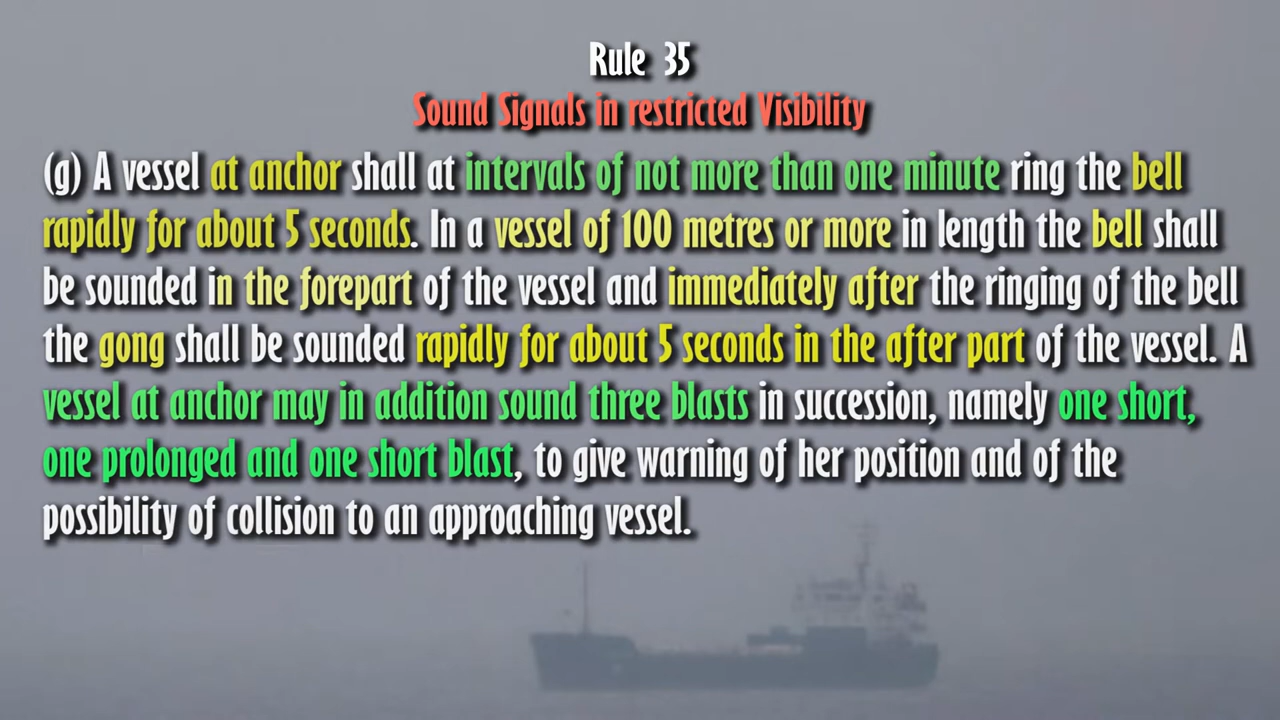 Rule 35
Sound Signals in restricted Visibility
(g) A vessel at anchor shall at intervals of not more than one minute ring the bell
rapidly for about 5 seconds. In a vessel of 100 metres or more in length the bell shall
be sounded in the forepart of the vessel and immediately after the ringing of the bell
the gong shall be sounded rapidly for about 5 seconds in the after part of the vessel. A
vessel at anchor may in addition sound three blasts in succession, namely one short,
one prolonged and one short blast, to give warning of her position and of the
possibility of collision to an approaching vessel.